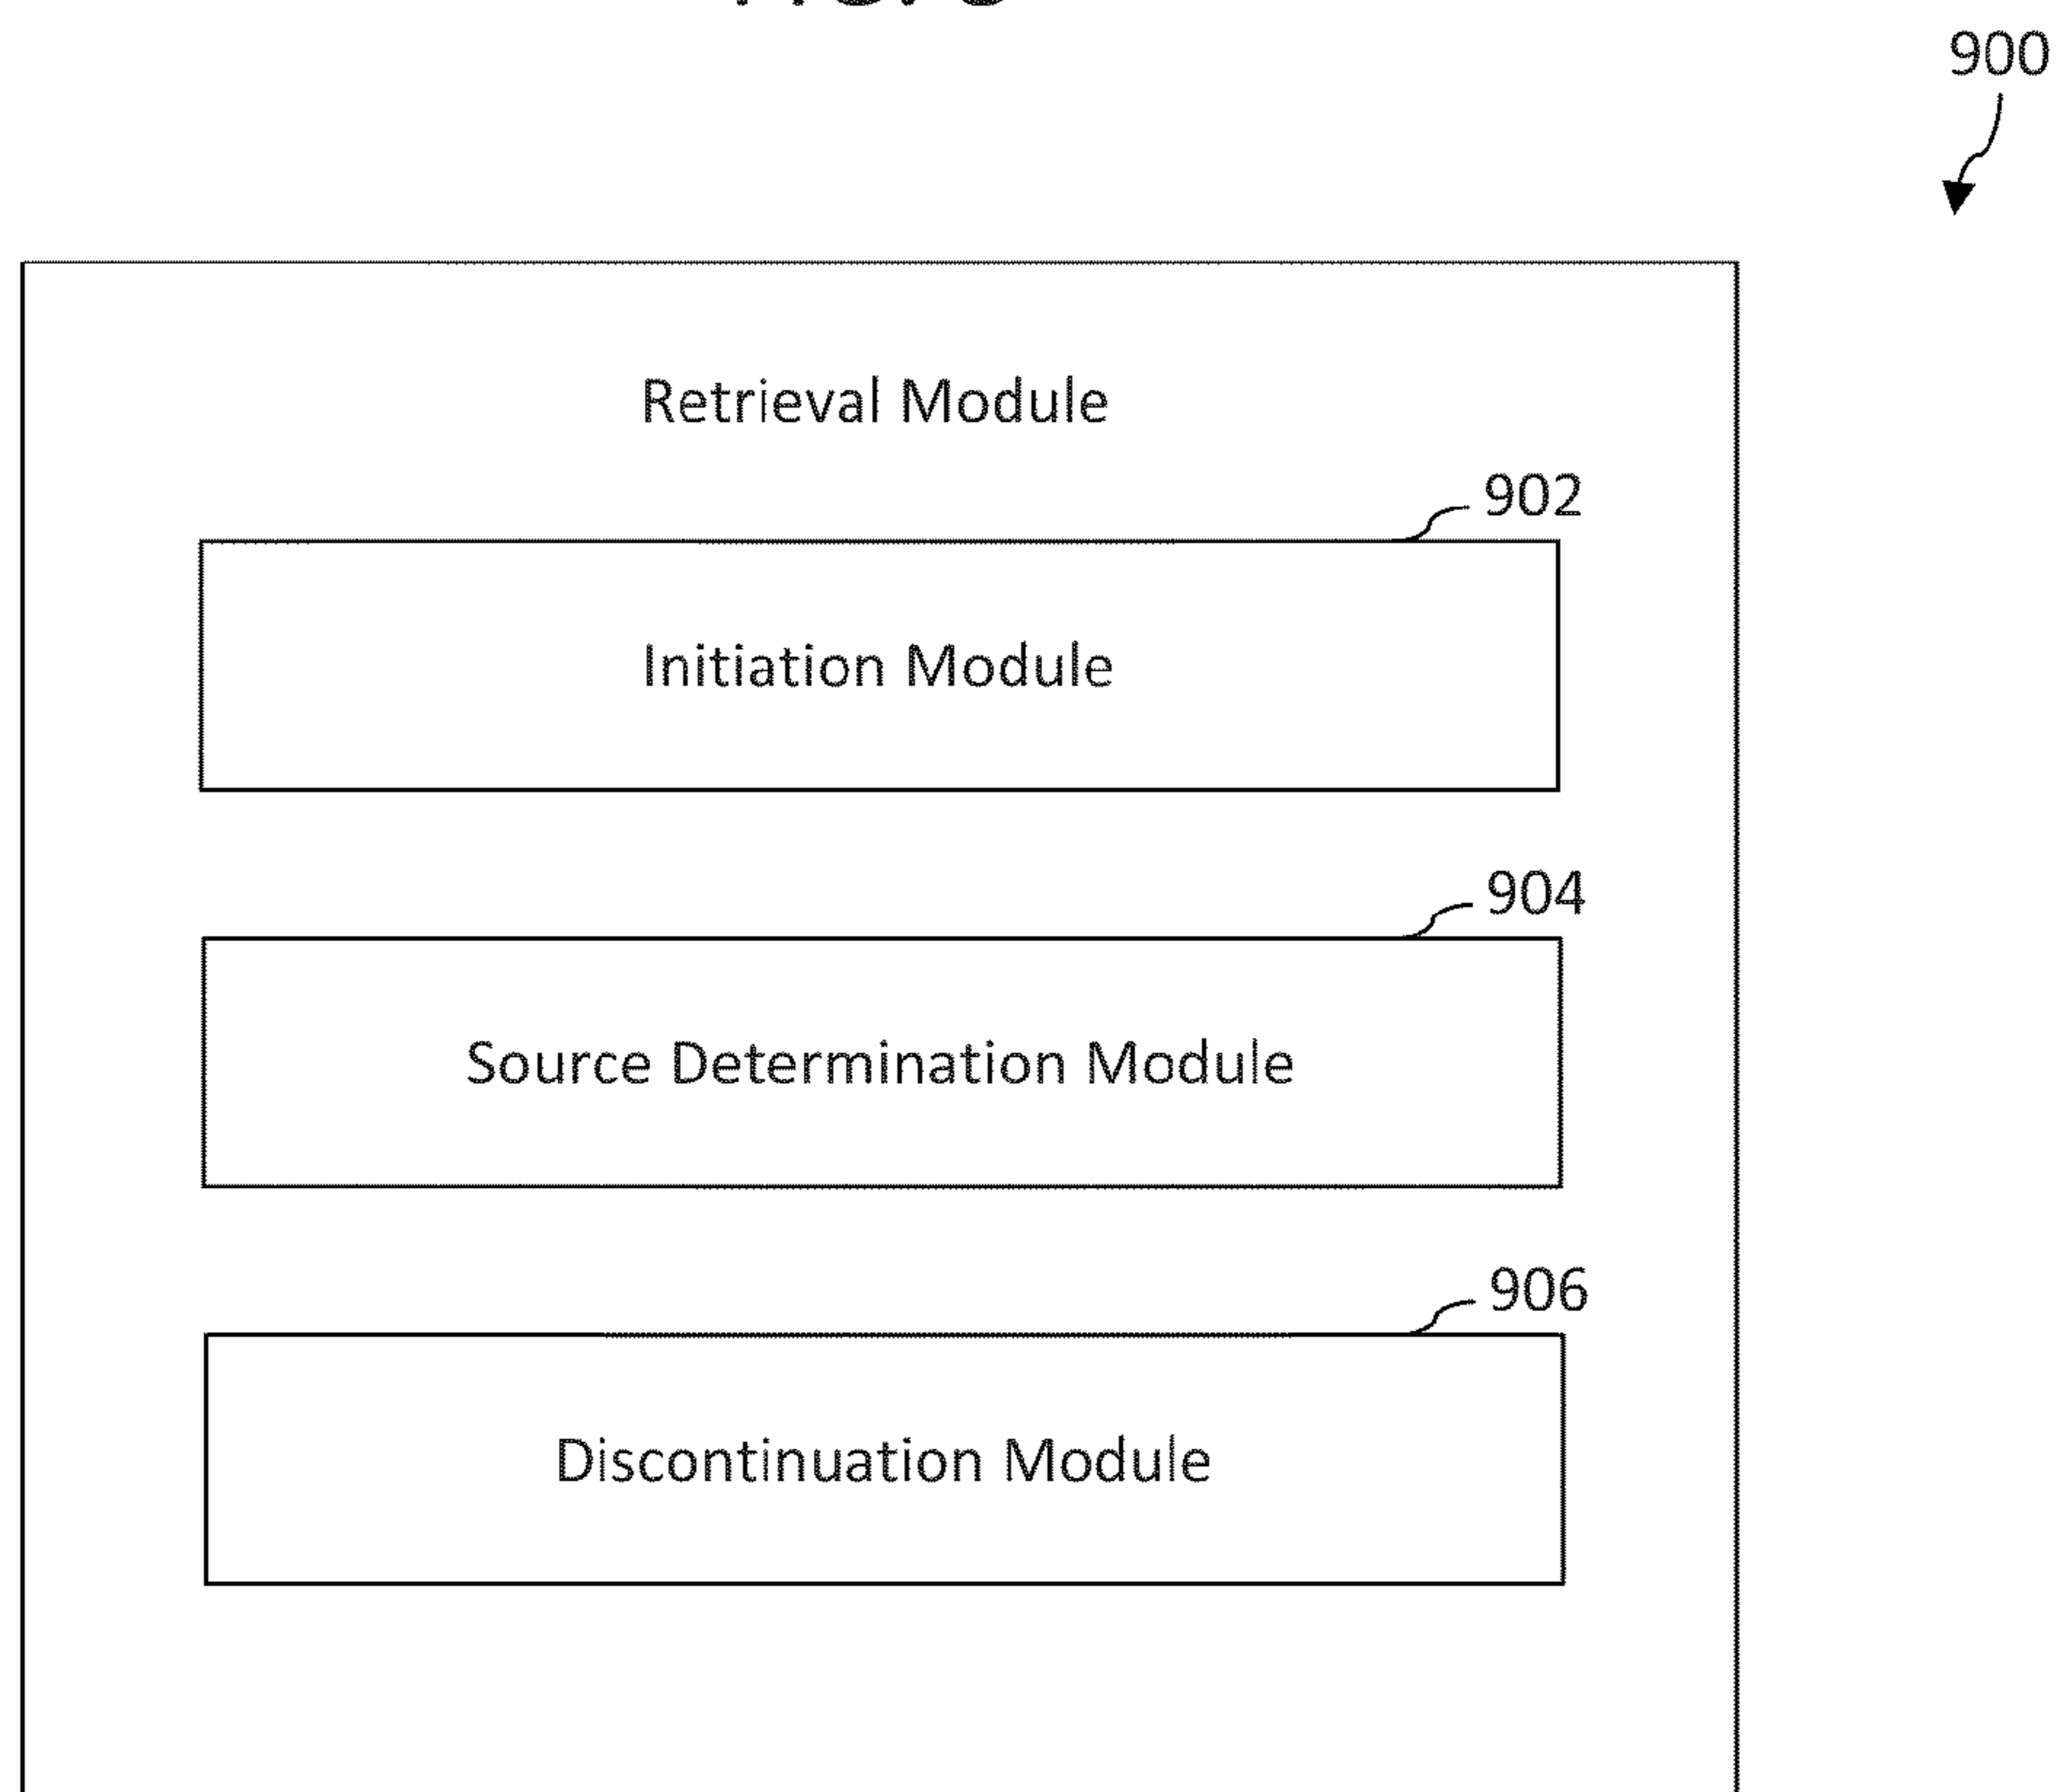 900
Retrieval Module
902
Initiation Module
904
Source Determination Module
906
Discontinuation Module